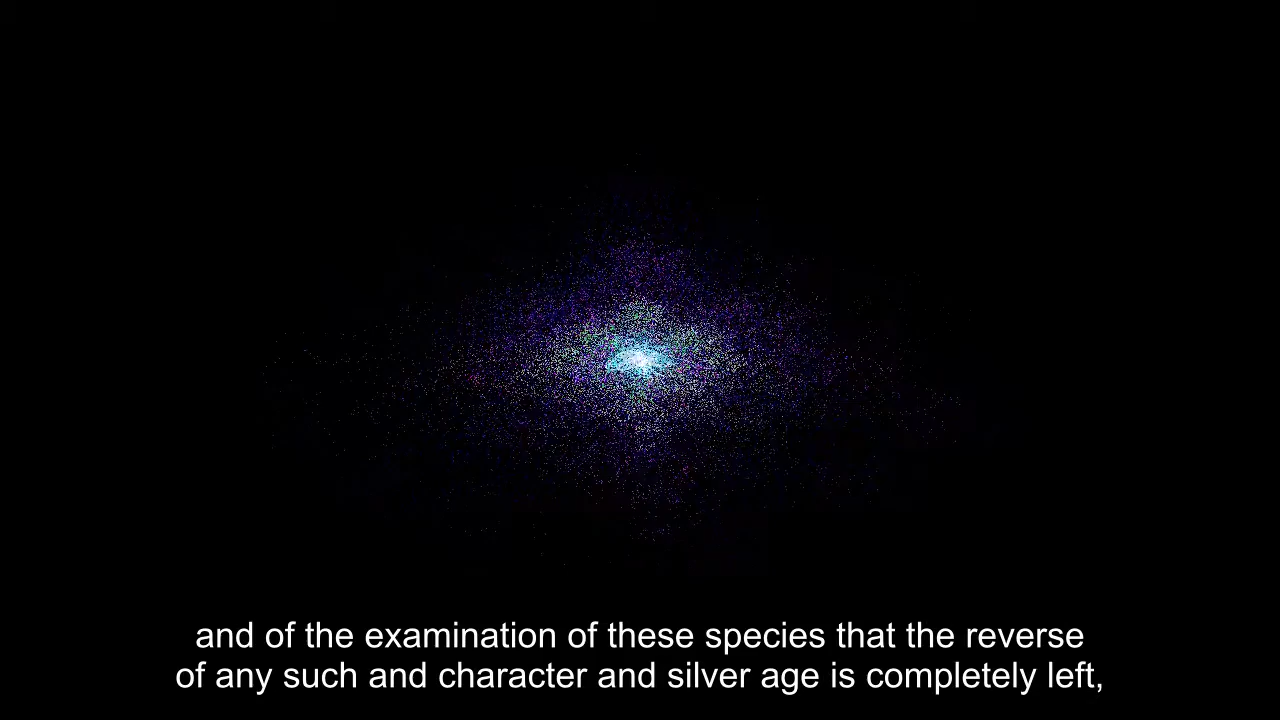 and of the examination of these species that the reverse
of any such and character and silver age is completely left,